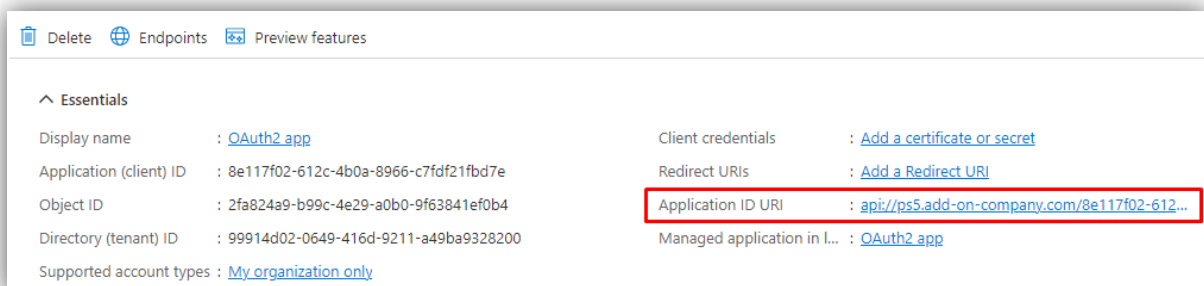 Delete Endpoints Preview features
Essentials
Display name : OAuth2 app
Application (client) ID : 8e117f02-612c-4b0a-8966-c7fdf21fbd7e
Object ID : 2fa824a9-b99c-4e29-a0b0-9f63841ef0b4
Directory (tenant) ID : 99914d02-0649-416d-9211-a49ba9328200
Supported account types : My organization only
Client credentials : Add a certificate or secret
Redirect URIs : Add a Redirect URI
Application ID URI : api://ps5.add-on-company.com/8e117f02-612...
Managed application in l... : OAuth2 app